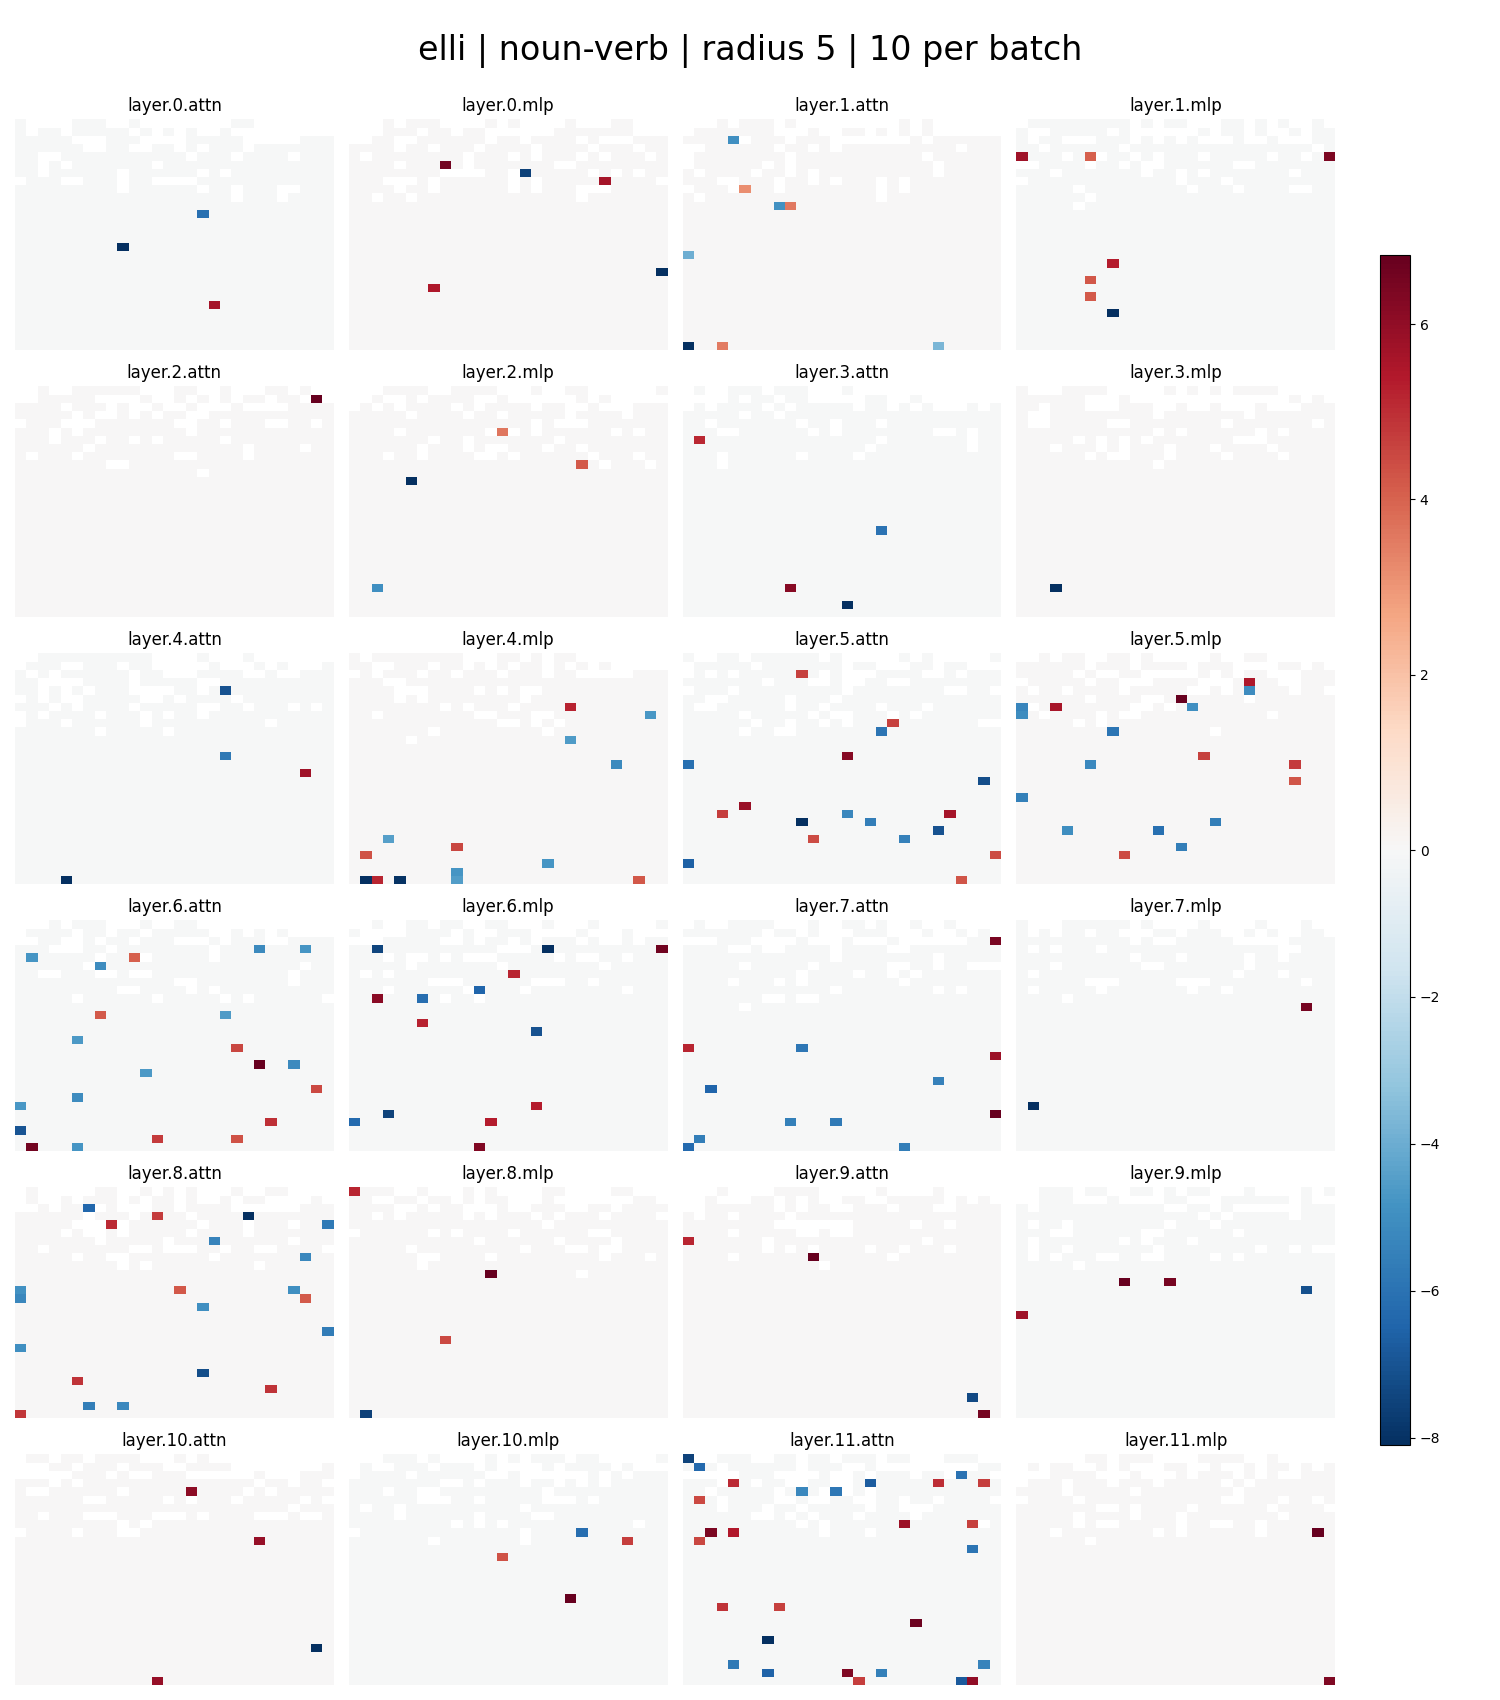 elli | noun-verb | radius 5 | 10 per batch
layer.0.attn layer.0.mlp layer.1.attn layer.1.mlp
layer.2.attn layer.2.mlp layer.3.attn layer.3.mlp
layer.4.attn layer.4.mlp layer.5.attn layer.5.mlp
layer.6.attn layer.6.mlp layer.7.attn layer.7.mlp
layer.8.attn layer.8.mlp layer.9.attn layer.9.mlp
layer.10.attn layer.10.mlp layer.11.attn layer.11.mlp
6
4
2
0
−2
−4
−6
−8